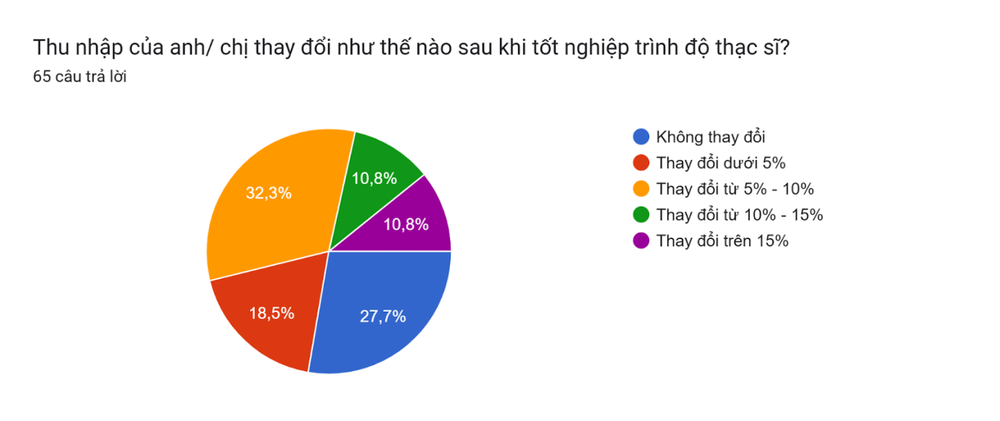 Thu nhập của anh/ chị thay đổi như thế nào sau khi tốt nghiệp trình độ thạc sĩ?
65 câu trả lời
10,8%
32,3%
10,8%
18,5%
27,7%
Không thay đổi
Thay đổi dưới 5%
Thay đổi từ 5% - 10%
Thay đổi từ 10% - 15%
Thay đổi trên 15%